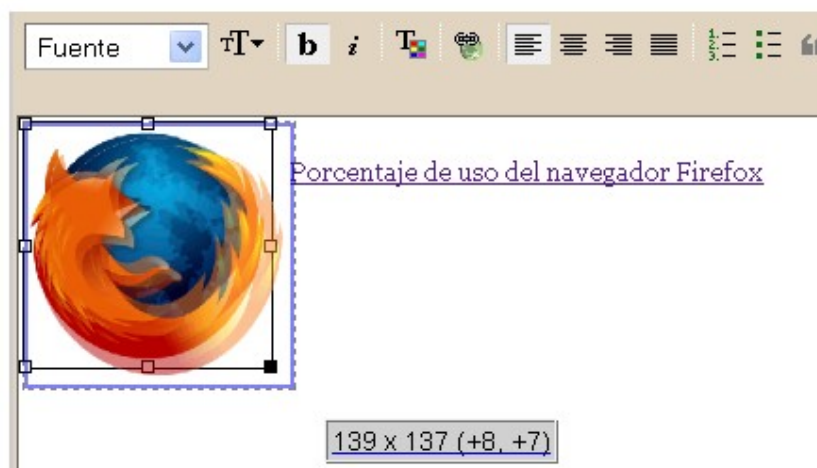 Fuente
Porcentaje de uso del navegador Firefox
139 x 137 (+8, +7)